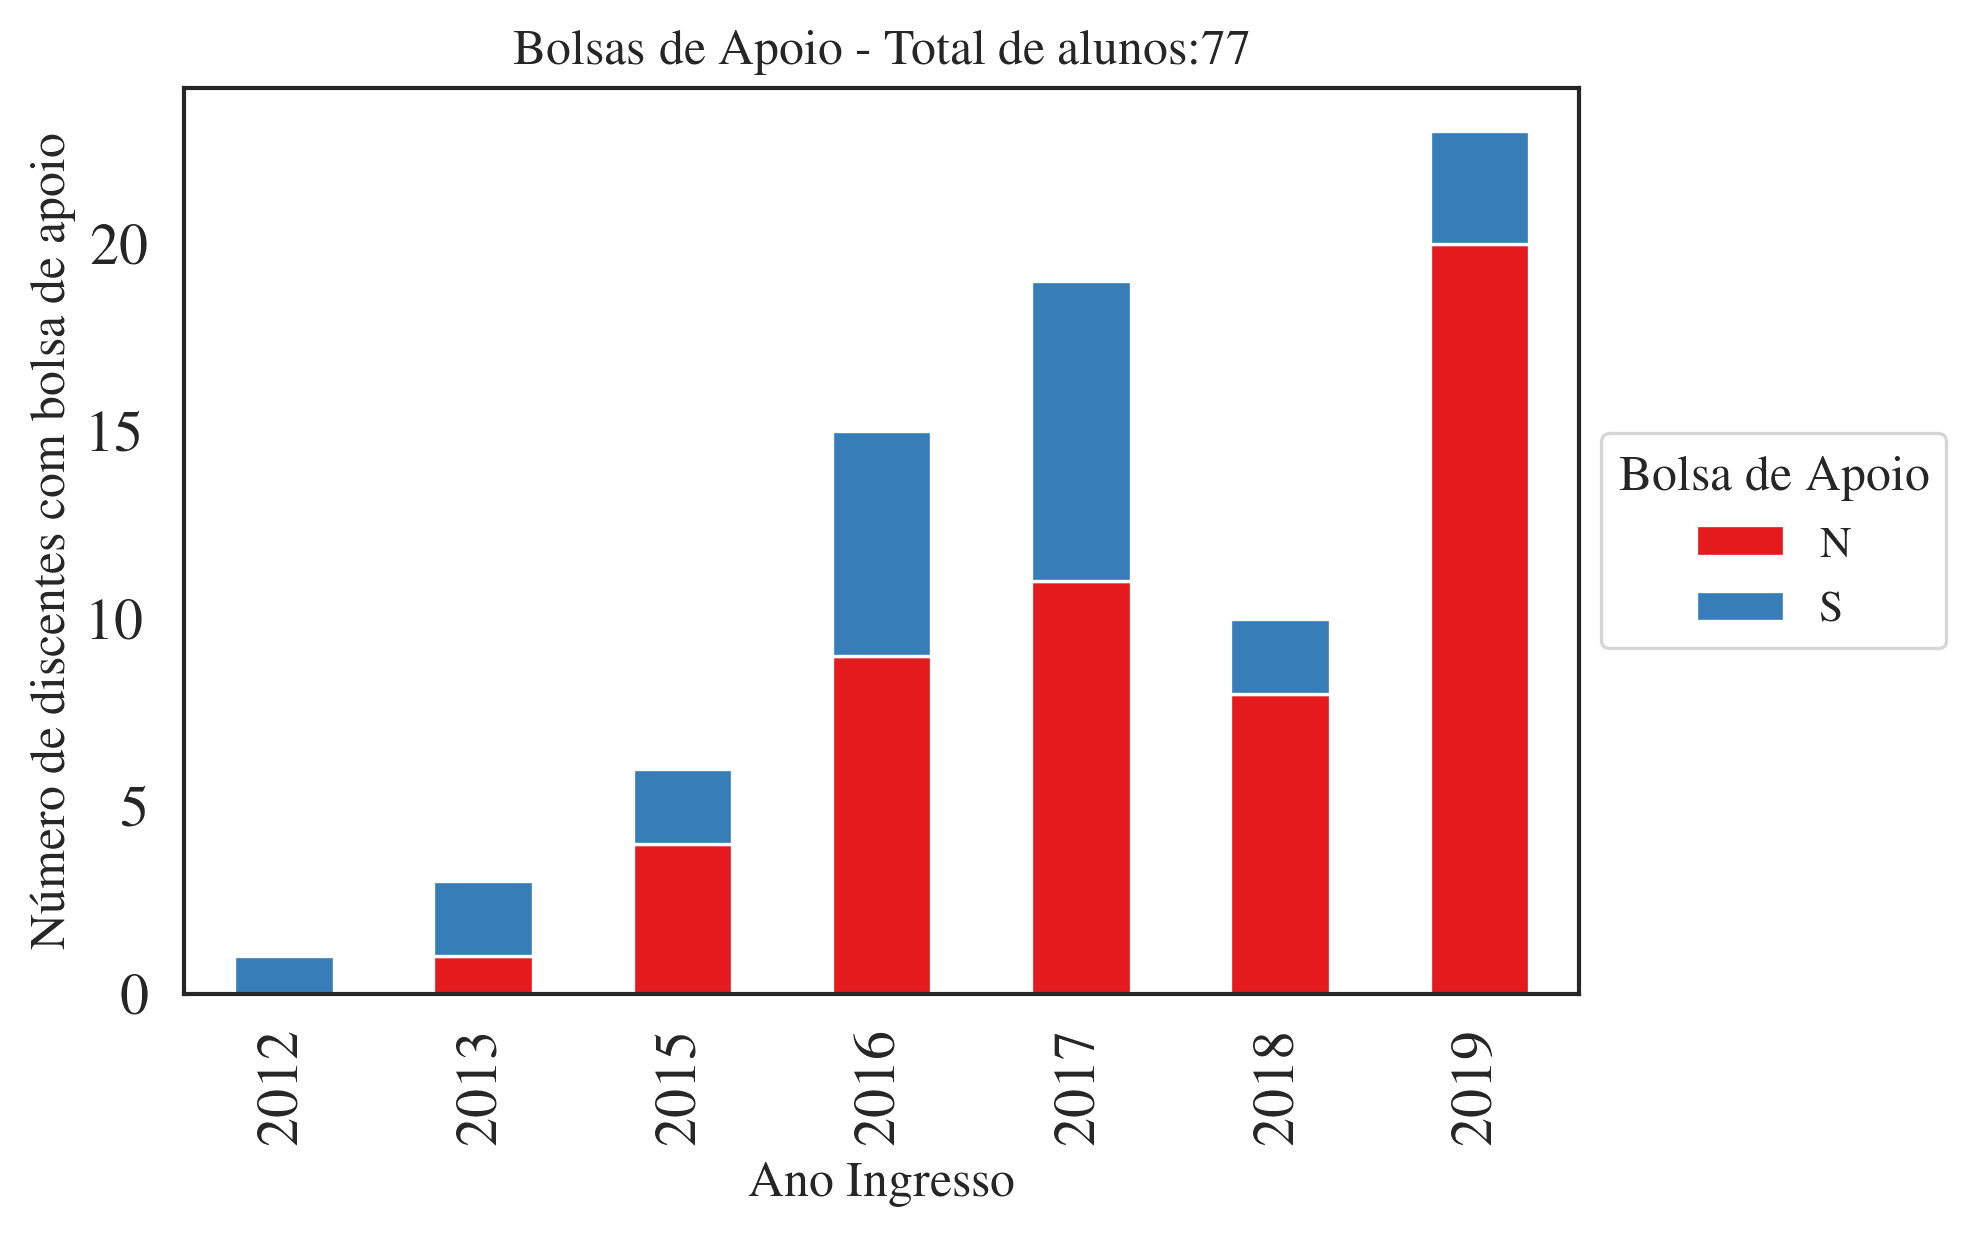 Bolsas de Apoio - Total de alunos:77
Número de discentes com bolsa de apoio
20
15
10
5
0
2012
2013
2015
2016
2017
2018
2019
Ano Ingresso
Bolsa de Apoio
N
S